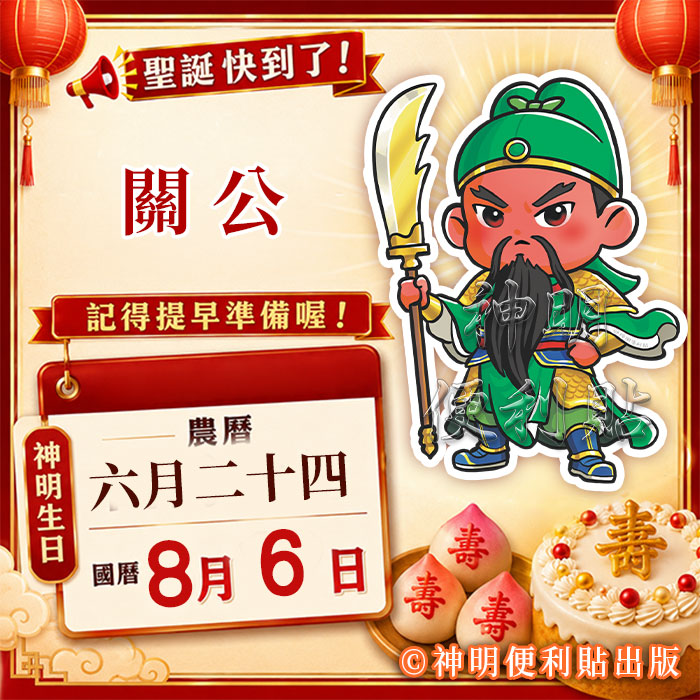 聖誕快到了!
關公
記得提早準備喔!
神明生日
農曆
六月二十四
國曆 8月 6 日
神明
便利貼
壽
壽
壽
壽
©神明便利貼出版